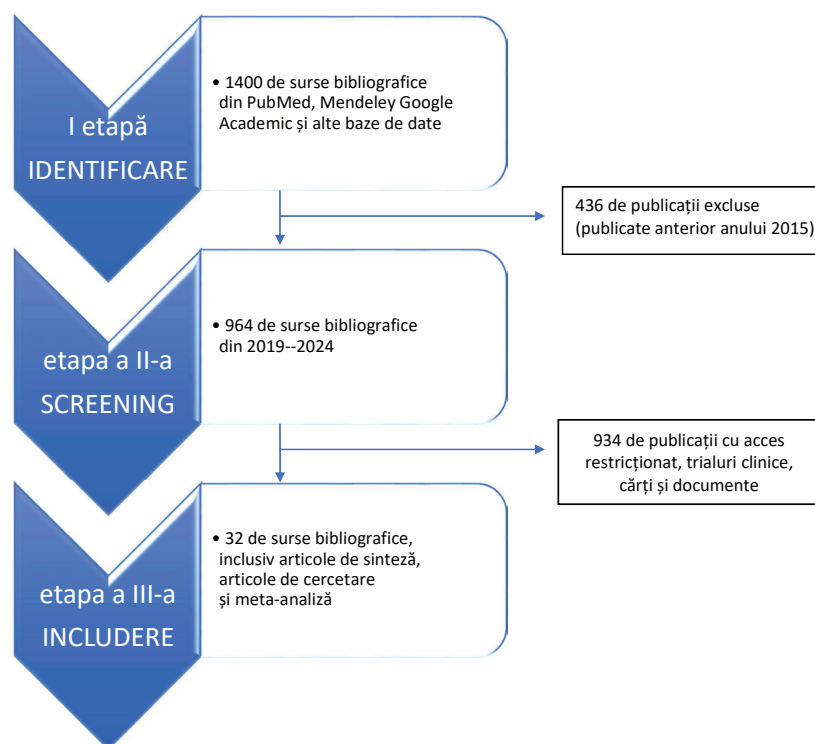 I etapă
IDENTIFICARE
• 1400 de surse bibliografice
din PubMed, Mendeley Google
Academic și alte baze de date
436 de publicații excluse
(publicate anterior anului 2015)
etapa a II-a
SCREENING
• 964 de surse bibliografice
din 2019--2024
934 de publicații cu acces
restricționat, trialuri clinice,
cărți și documente
etapa a III-a
INCLUDERE
• 32 de surse bibliografice,
inclusiv articole de sinteză,
articole de cercetare
și meta-analiză